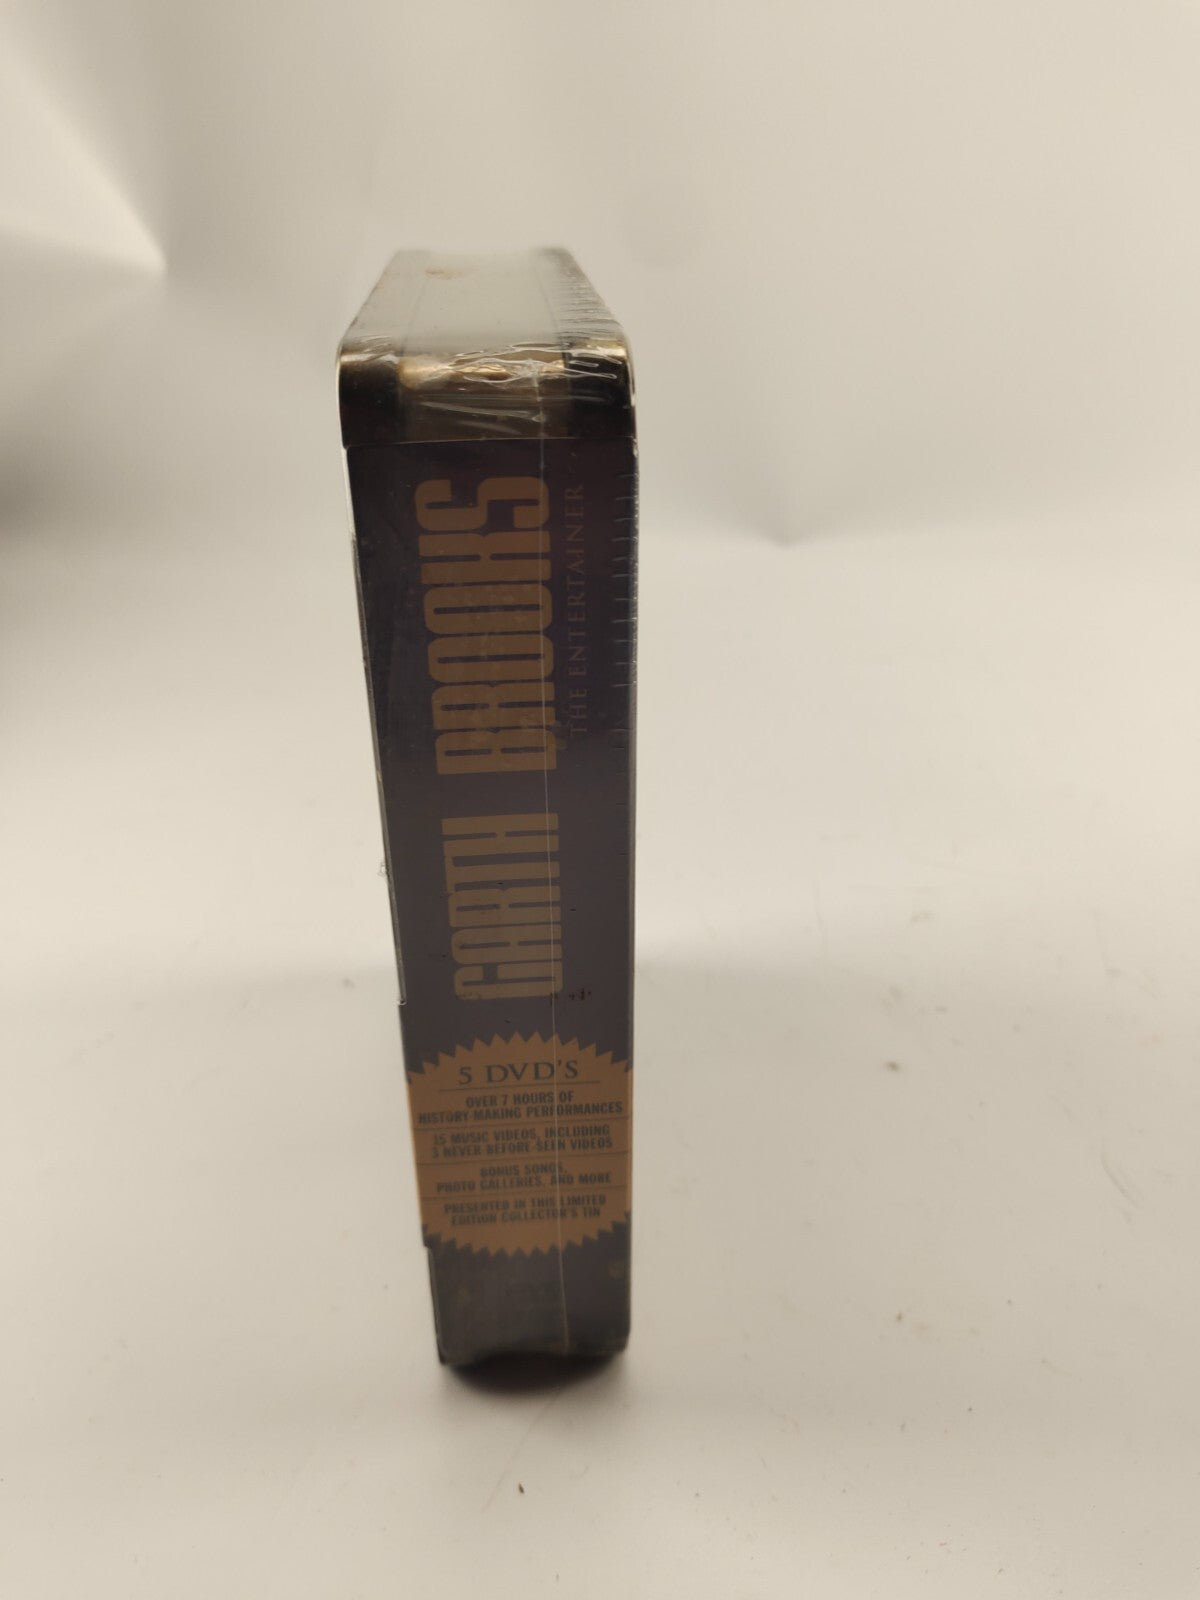 GARTH BROOKS
THE ENTERTAINER
5 DVD'S
OVER 7 HOURS OF
HISTORY-MAKING PERFORMANCES
15 MUSIC VIDEOS, INCLUDING
3 NEVER-BEFORE-SEEN VIDEOS
BONUS SONGS,
PHOTO GALLERIES, AND MORE
PRESENTED IN THIS LIMITED
EDITION COLLECTOR'S TIN